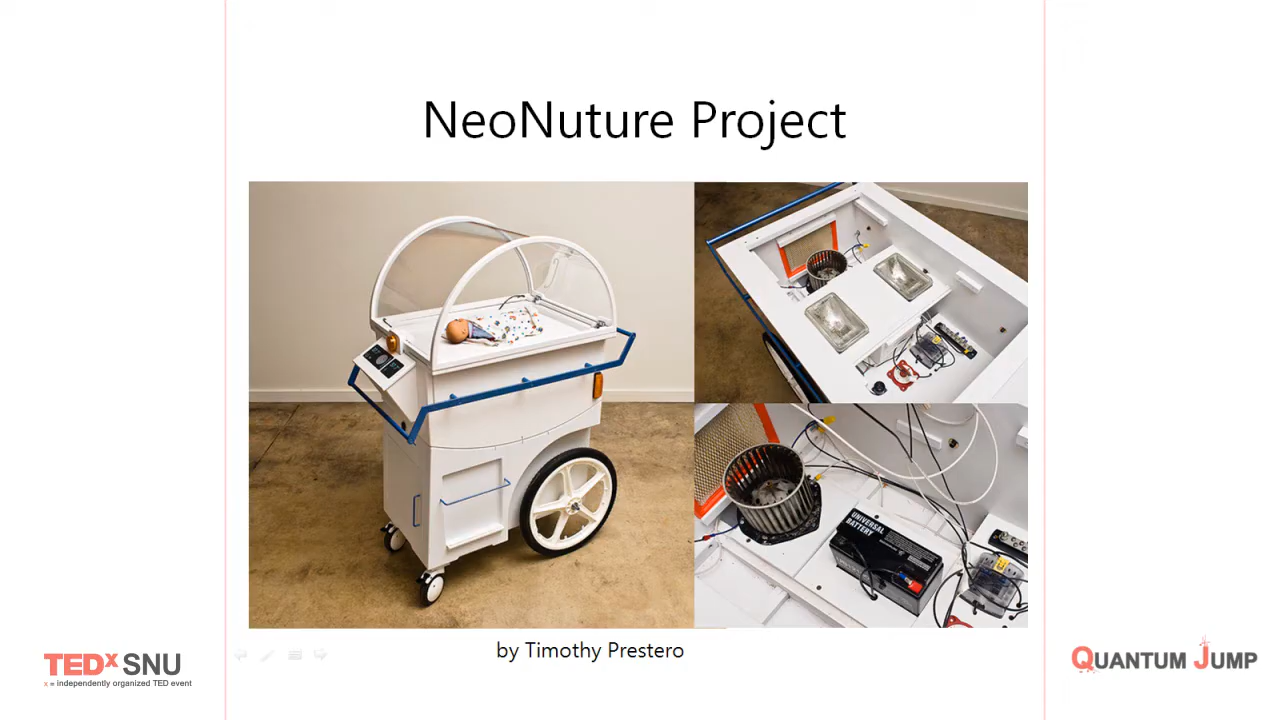 NeoNuture Project
UNIVERSAL
BATTERY
by Timothy Prestero
TEDx SNU
x = independently organized TED event
QUANTUM JUMP